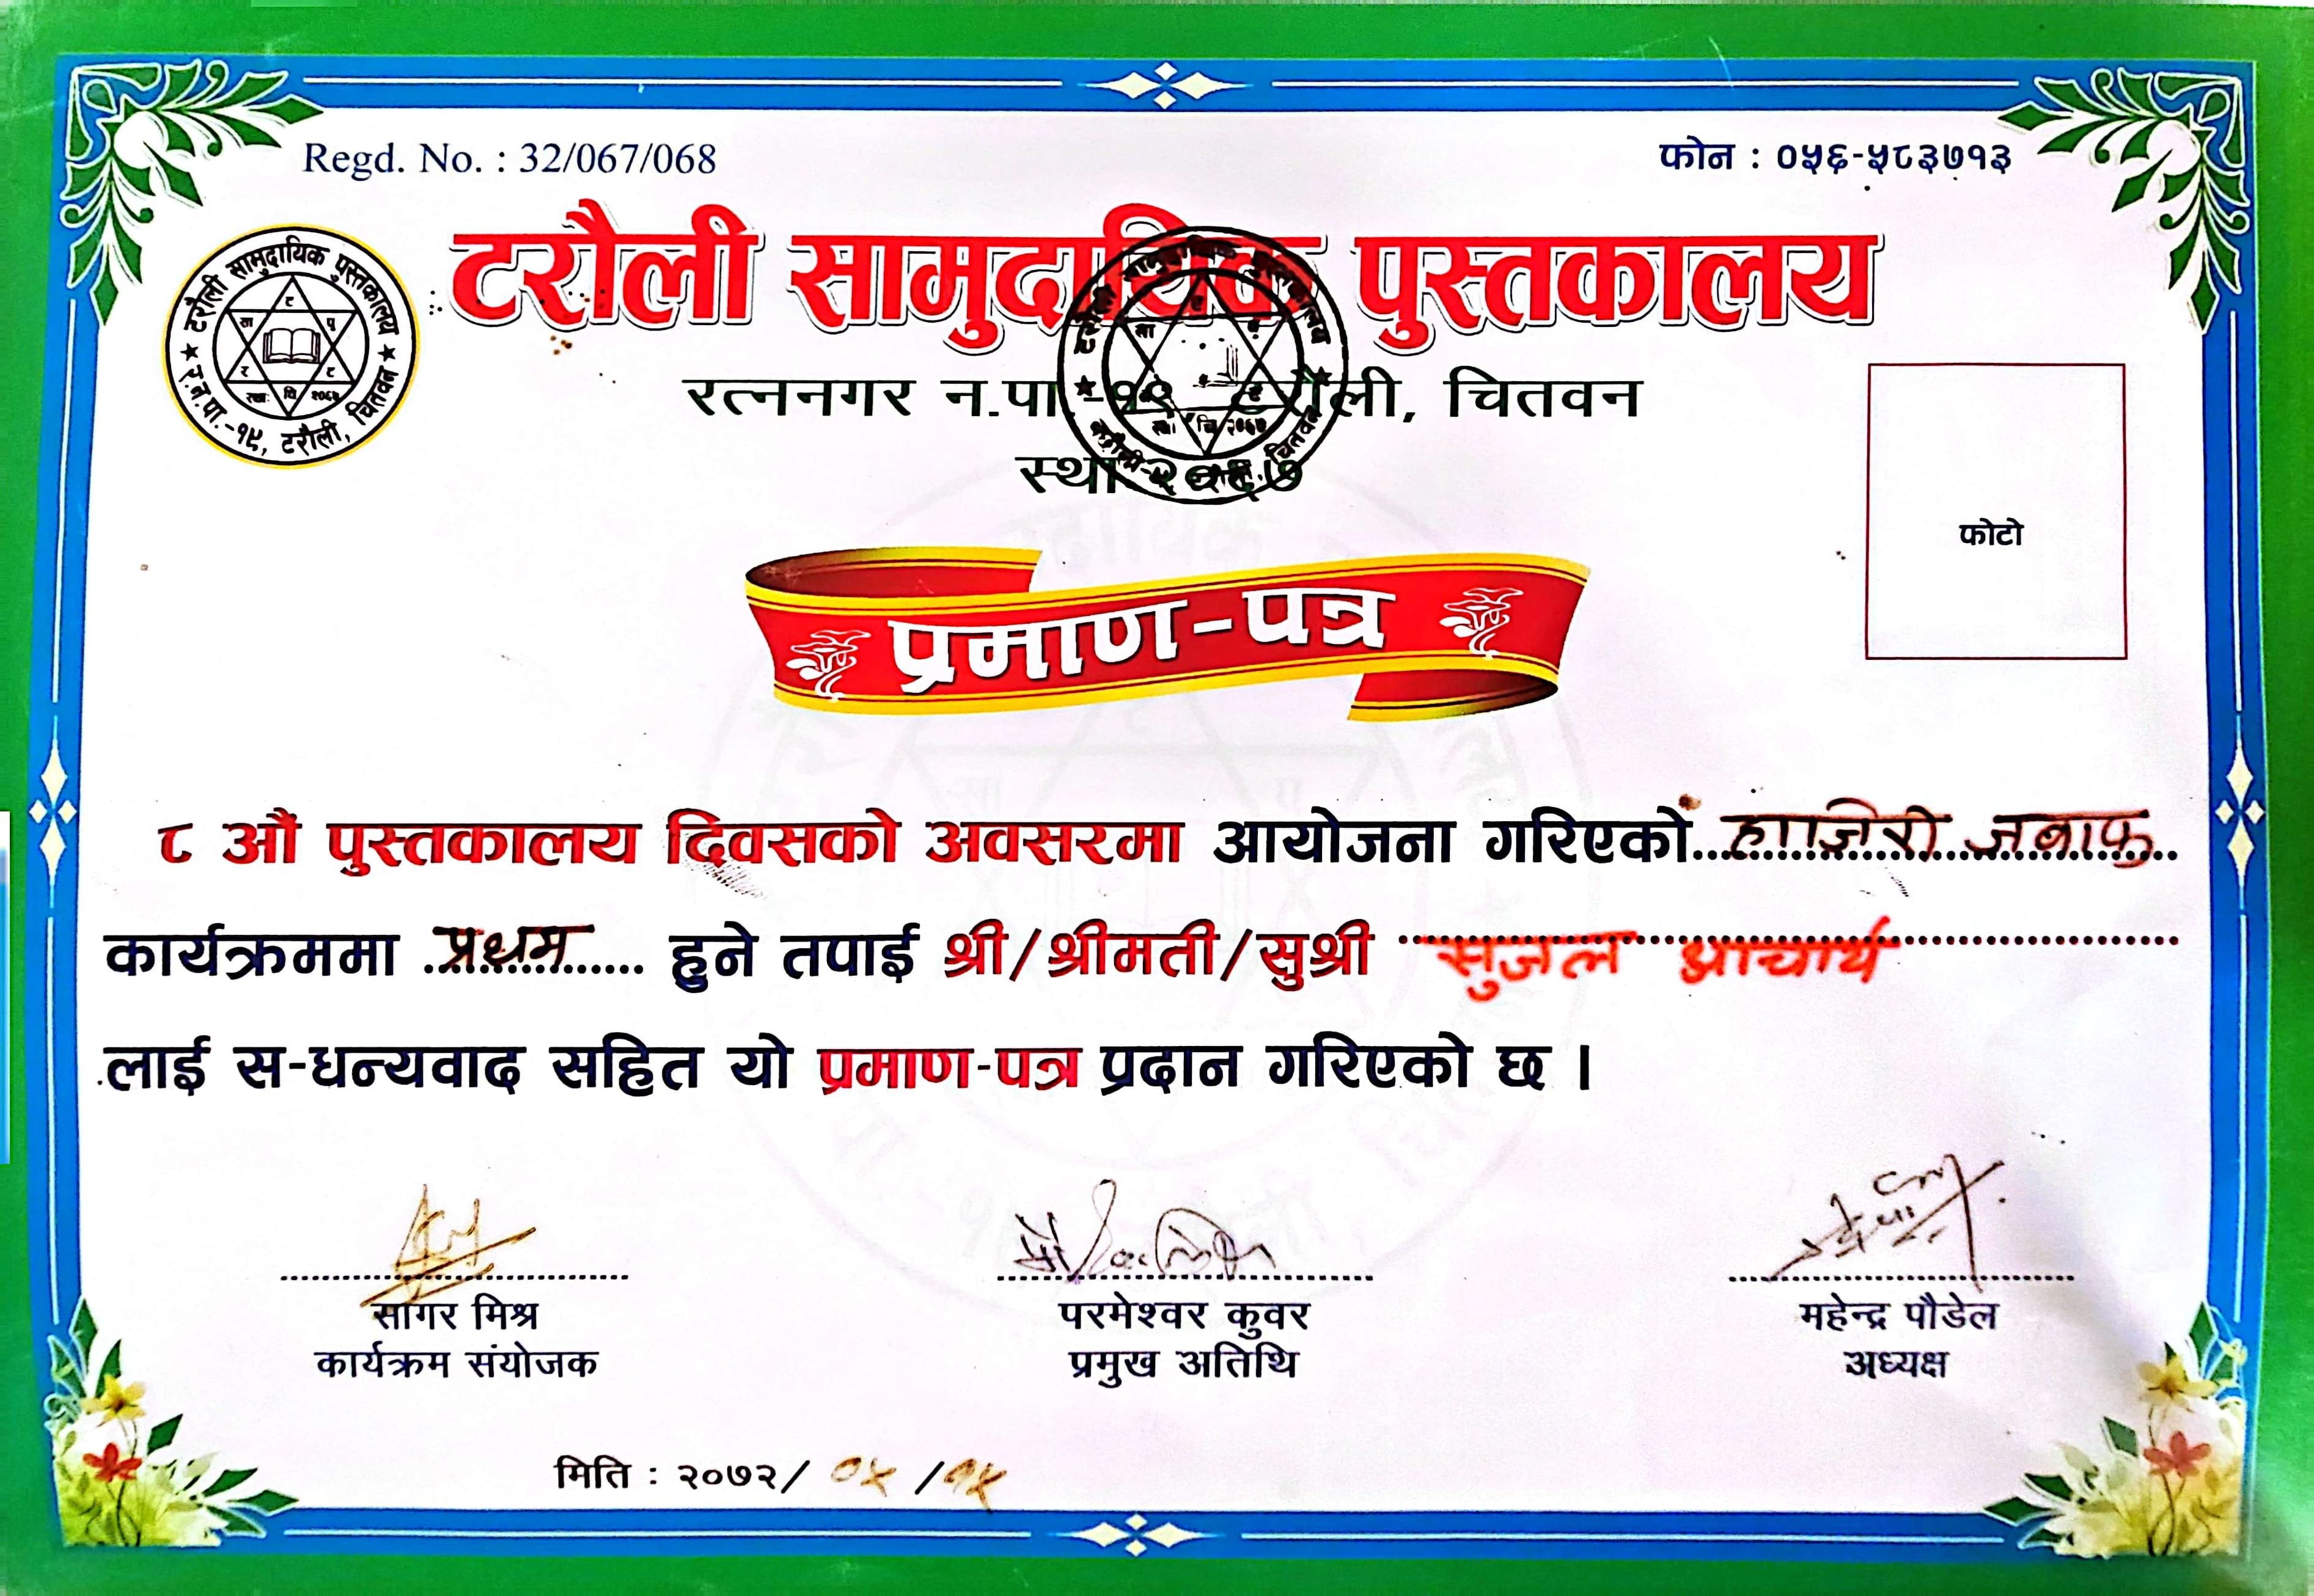 Regd. No. : 32/067/068
फोन : ०५६-५८३७१३
टरौली सामुदायिक पुस्तकालय
टरौली सामुदायिक पुस्तकालय
र.न.पा.-१९, टरौली, चितवन
रत्ननगर न.पा.-१९ टरौली, चितवन
स्था २०६७
फोटो
प्रमाण-पत्र
८ औं पुस्तकालय दिवसको अवसरमा आयोजना गरिएको हाजिरी जवाफ
कार्यक्रममा प्रथम हुने तपाई श्री/श्रीमती/सुश्री सुजल आचार्य
लाई स-धन्यवाद सहित यो प्रमाण-पत्र प्रदान गरिएको छ ।
सागर मिश्र
कार्यक्रम संयोजक
परमेश्वर कुवर
प्रमुख अतिथि
महेन्द्र पौडेल
अध्यक्ष
मिति : २०७२/ ०५ /१५